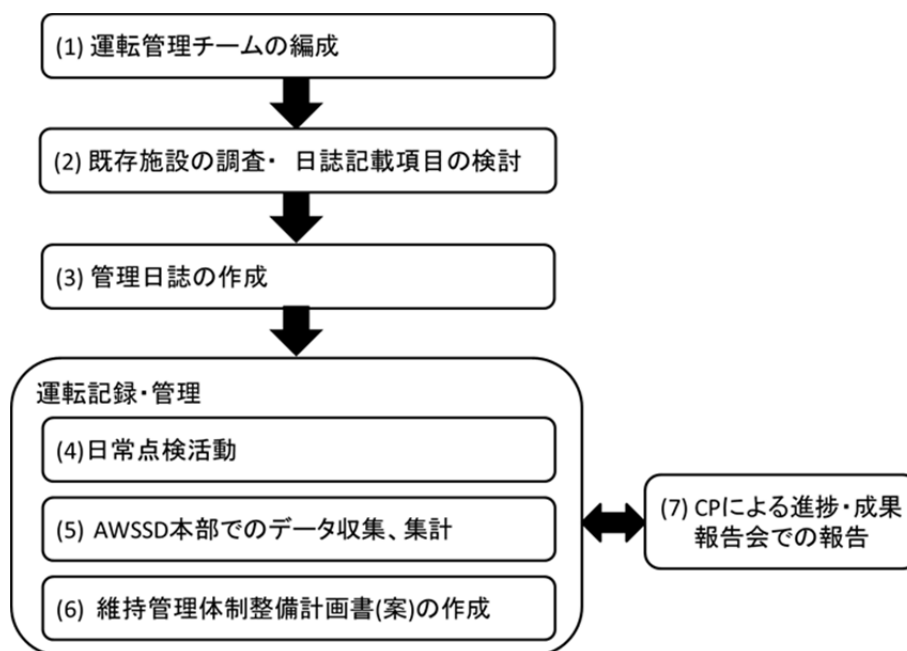 (1) 運転管理チームの編成
(2) 既存施設の調査・ 日誌記載項目の検討
(3) 管理日誌の作成
運転記録・管理
(4)日常点検活動
(5) AWSSD本部でのデータ収集、集計
(6) 維持管理体制整備計画書(案)の作成
(7) CPによる進捗・成果
報告会での報告